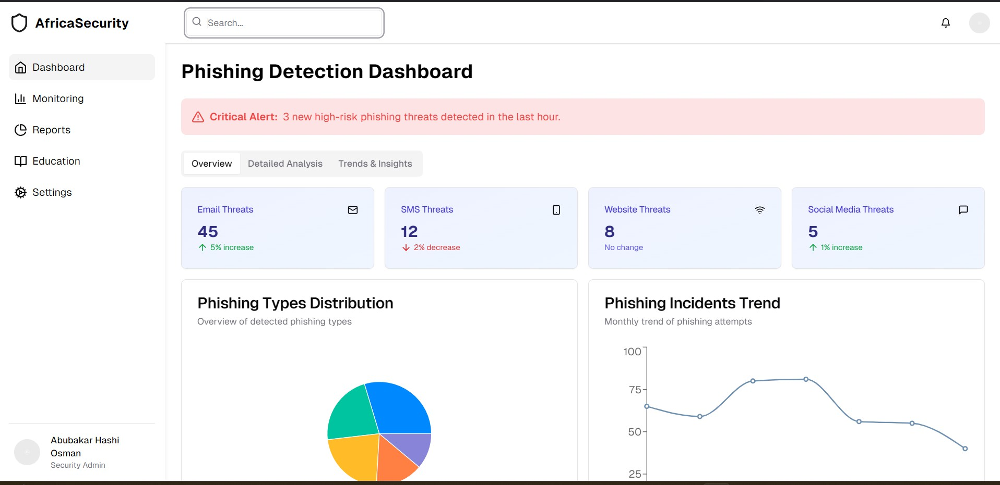 AfricaSecurity
Search...
Dashboard
Monitoring
Reports
Education
Settings
Abubakar Hashi
Osman
Security Admin
Phishing Detection Dashboard
Critical Alert: 3 new high-risk phishing threats detected in the last hour.
Overview Detailed Analysis Trends & Insights
Email Threats
45
5% increase
SMS Threats
12
2% decrease
Website Threats
8
No change
Social Media Threats
5
1% increase
Phishing Types Distribution
Overview of detected phishing types
Phishing Incidents Trend
Monthly trend of phishing attempts
100
75
50
25